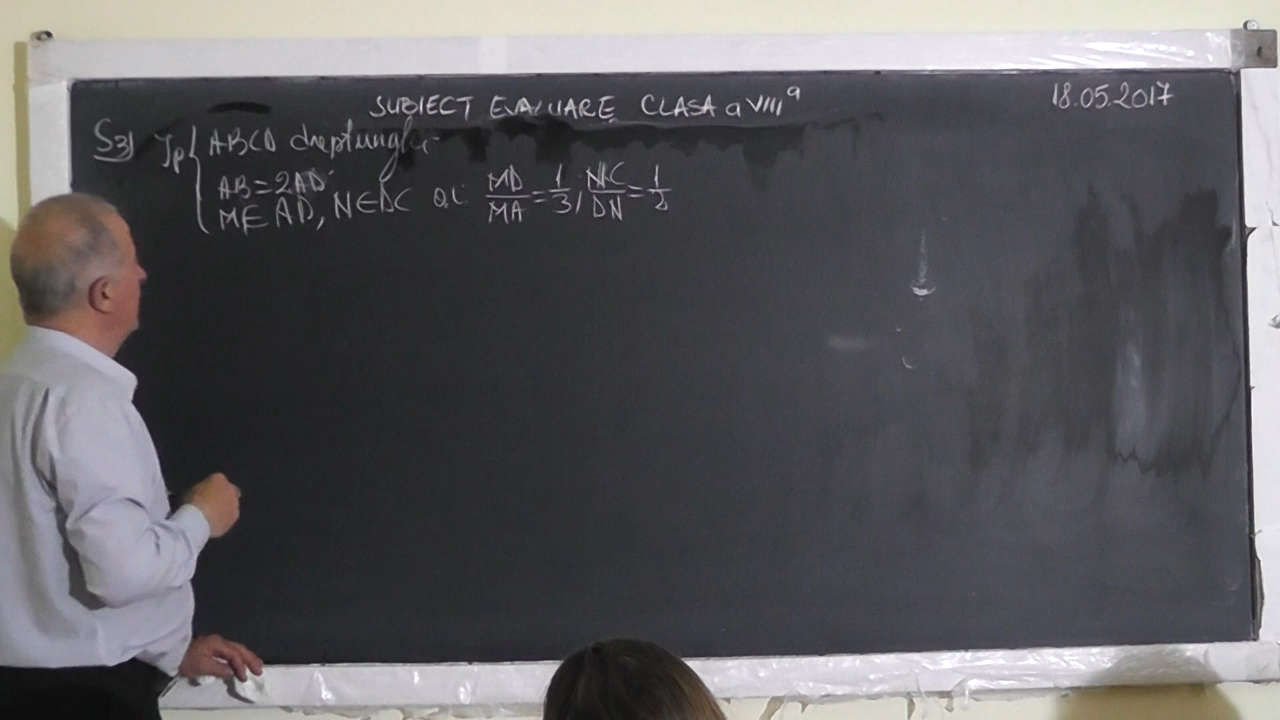 SUBIECT EVALUARE CLASA a VIII a
18.05.2017
S3) Jp { ABCD dreptunghi
AB = 2AD
M ∈ AD, N ∈ DC a.î. MD/MA = 1/3, NC/DN = 1/2